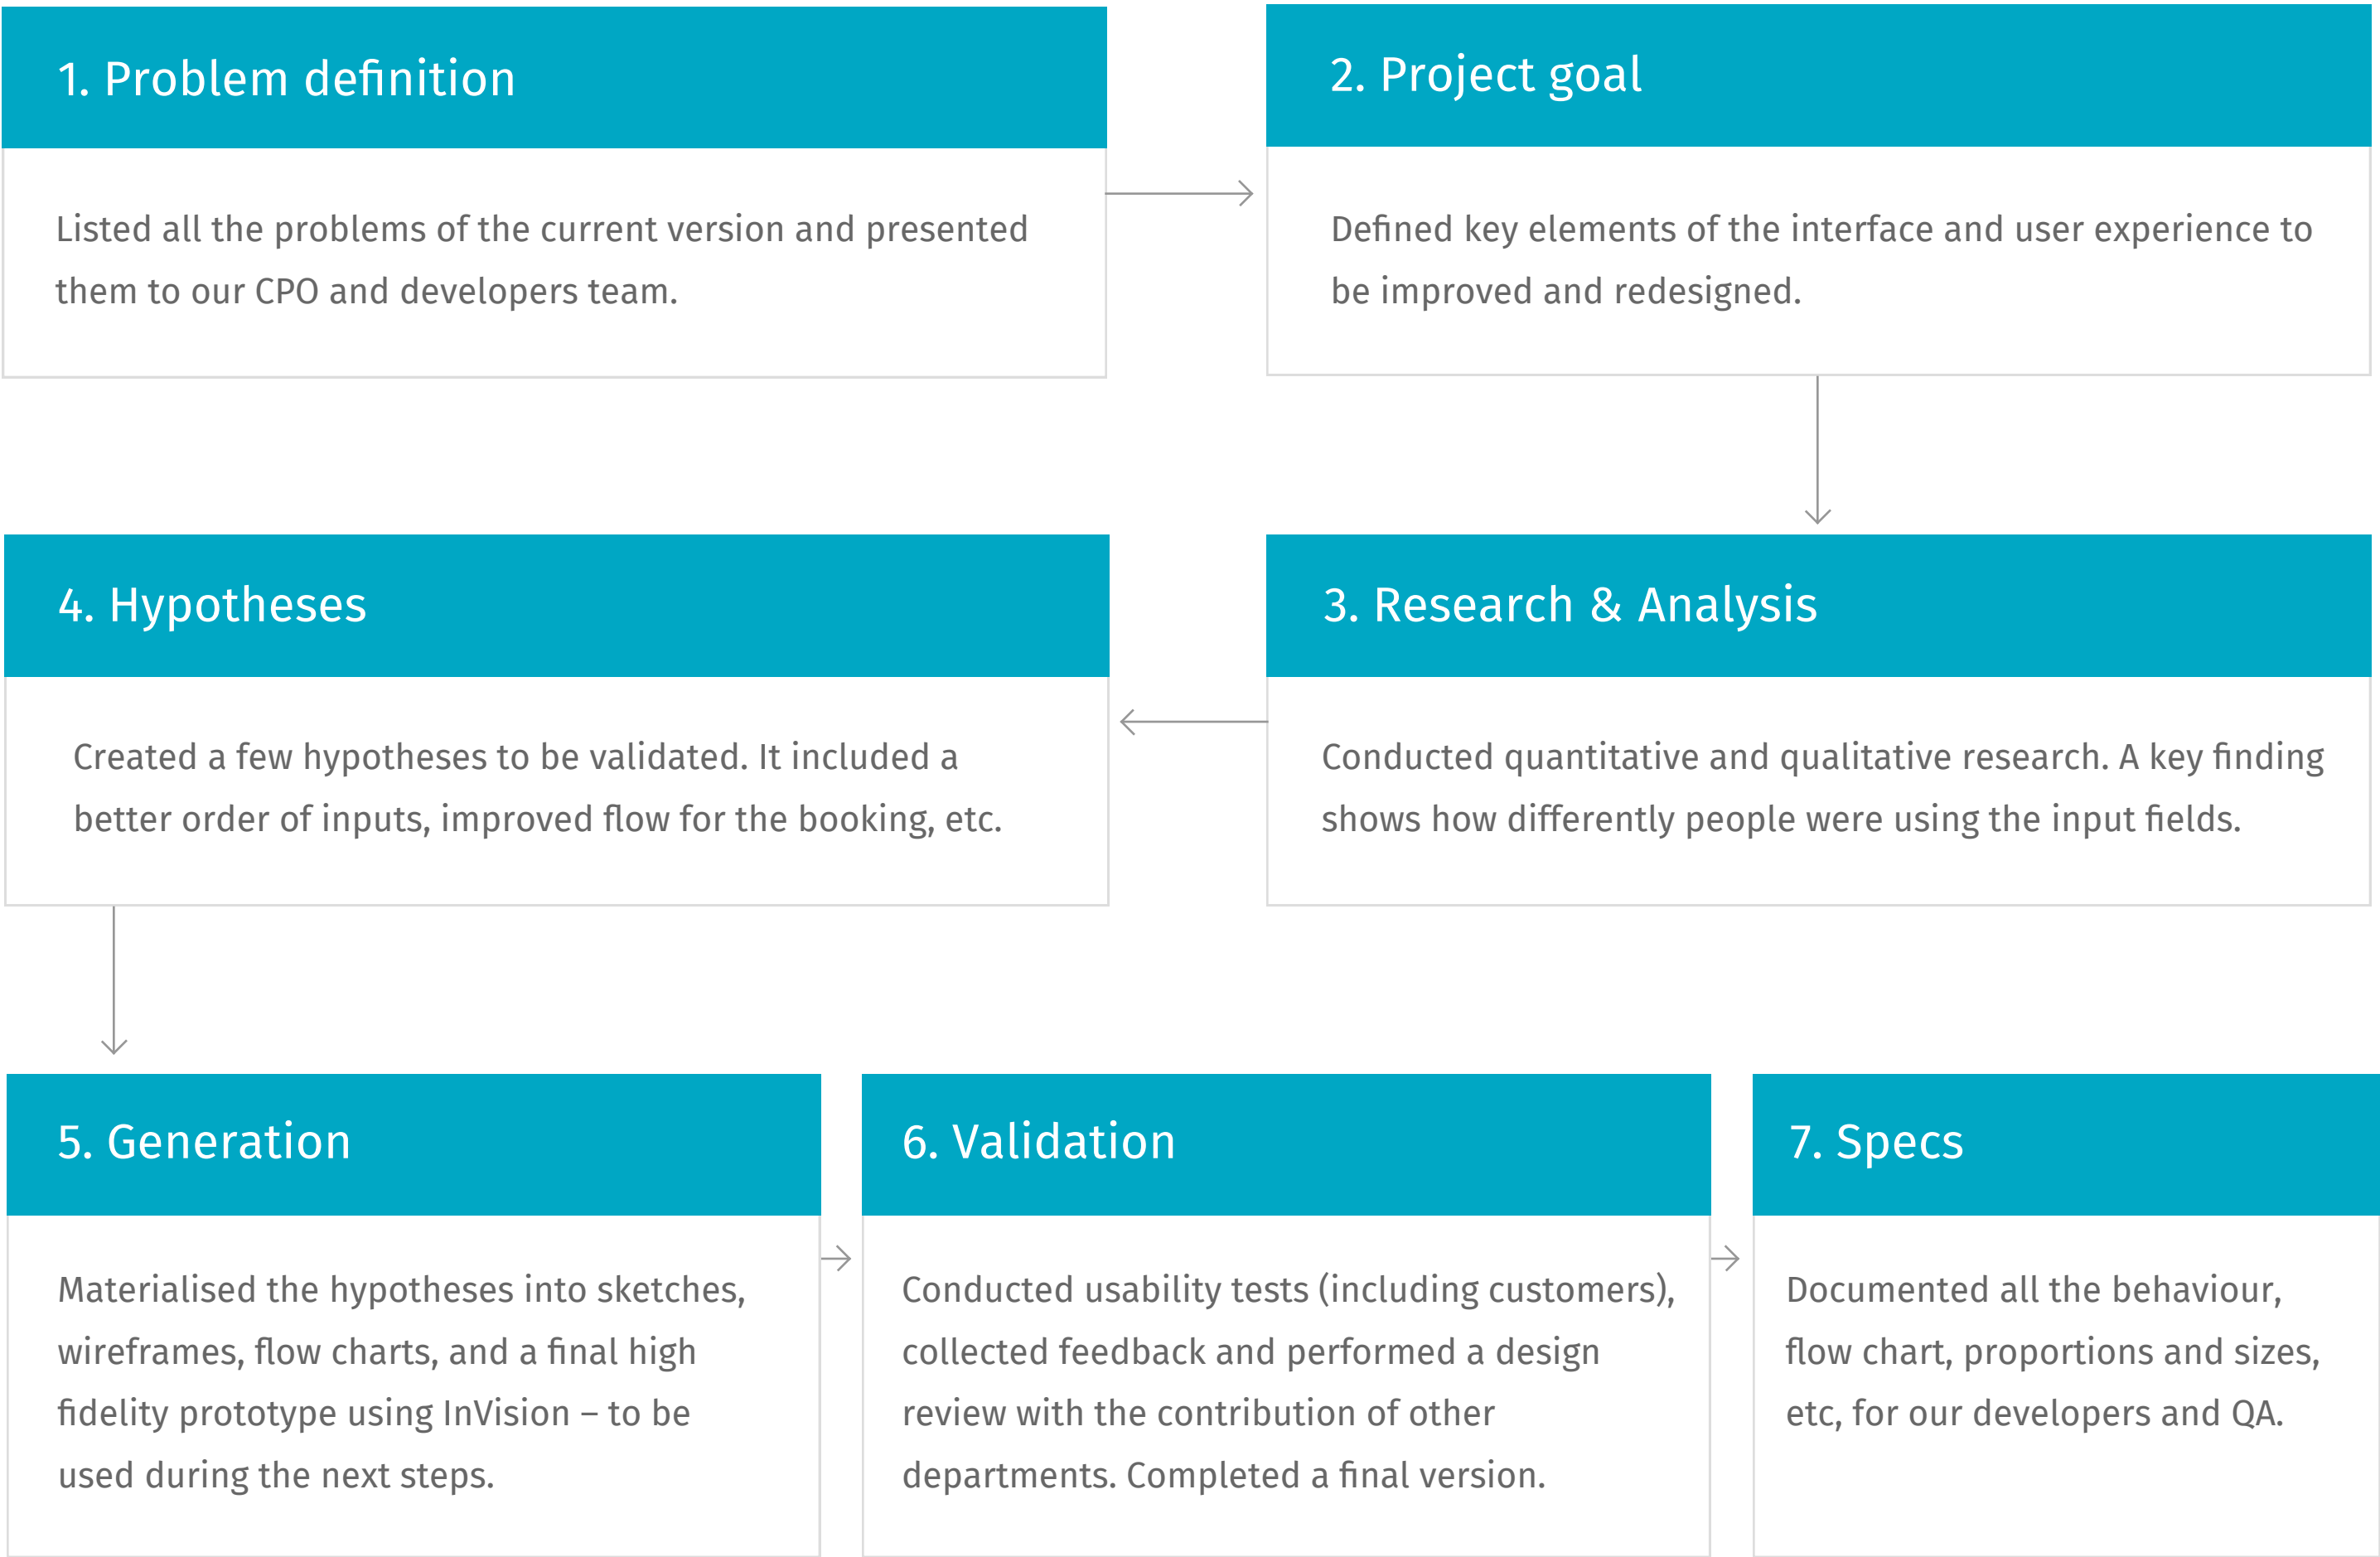 1. Problem definition
Listed all the problems of the current version and presented
them to our CPO and developers team.
2. Project goal
Defined key elements of the interface and user experience to
be improved and redesigned.
3. Research & Analysis
Conducted quantitative and qualitative research. A key finding
shows how differently people were using the input fields.
4. Hypotheses
Created a few hypotheses to be validated. It included a
better order of inputs, improved flow for the booking, etc.
5. Generation
Materialised the hypotheses into sketches,
wireframes, flow charts, and a final high
fidelity prototype using InVision – to be
used during the next steps.
6. Validation
Conducted usability tests (including customers),
collected feedback and performed a design
review with the contribution of other
departments. Completed a final version.
7. Specs
Documented all the behaviour,
flow chart, proportions and sizes,
etc, for our developers and QA.